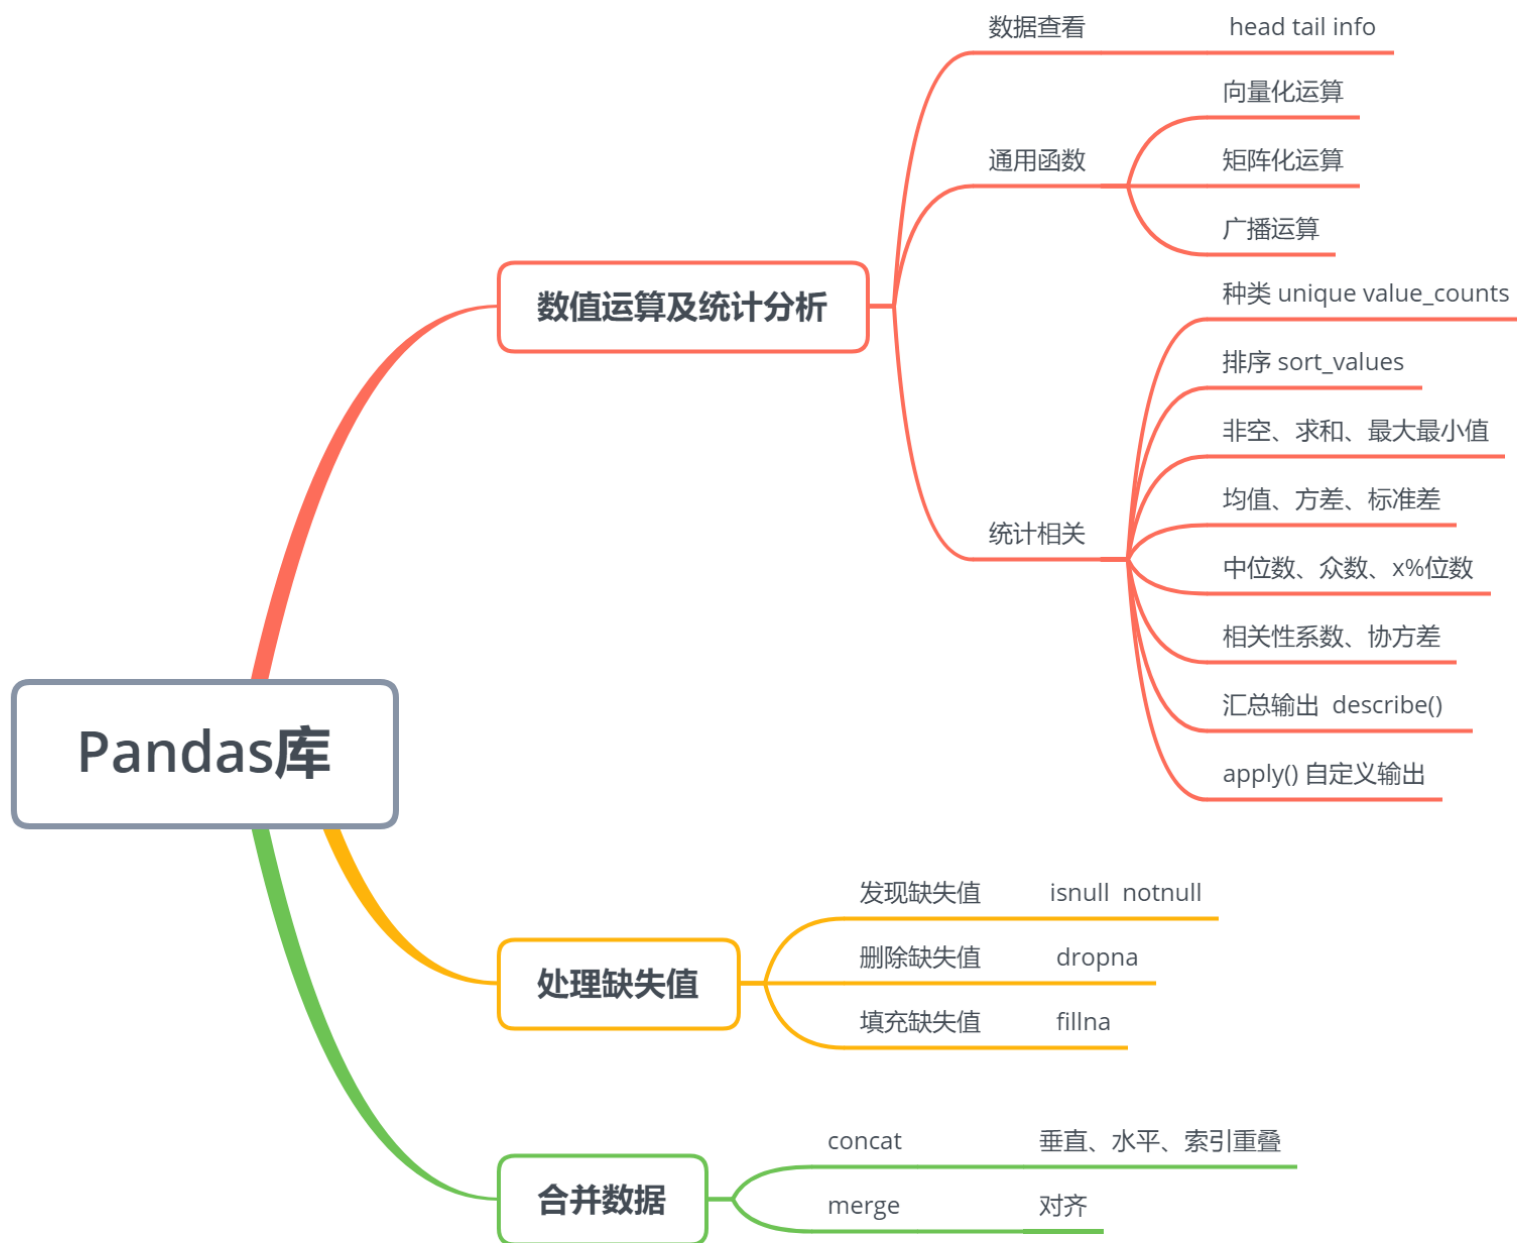 Pandas库
数值运算及统计分析
数据查看
head tail info
通用函数
向量化运算
矩阵化运算
广播运算
统计相关
种类 unique value_counts
排序 sort_values
非空、求和、最大最小值
均值、方差、标准差
中位数、众数、x%位数
相关性系数、协方差
汇总输出  describe()
apply() 自定义输出
处理缺失值
发现缺失值
isnull  notnull
删除缺失值
dropna
填充缺失值
fillna
合并数据
concat
垂直、水平、索引重叠
merge
对齐